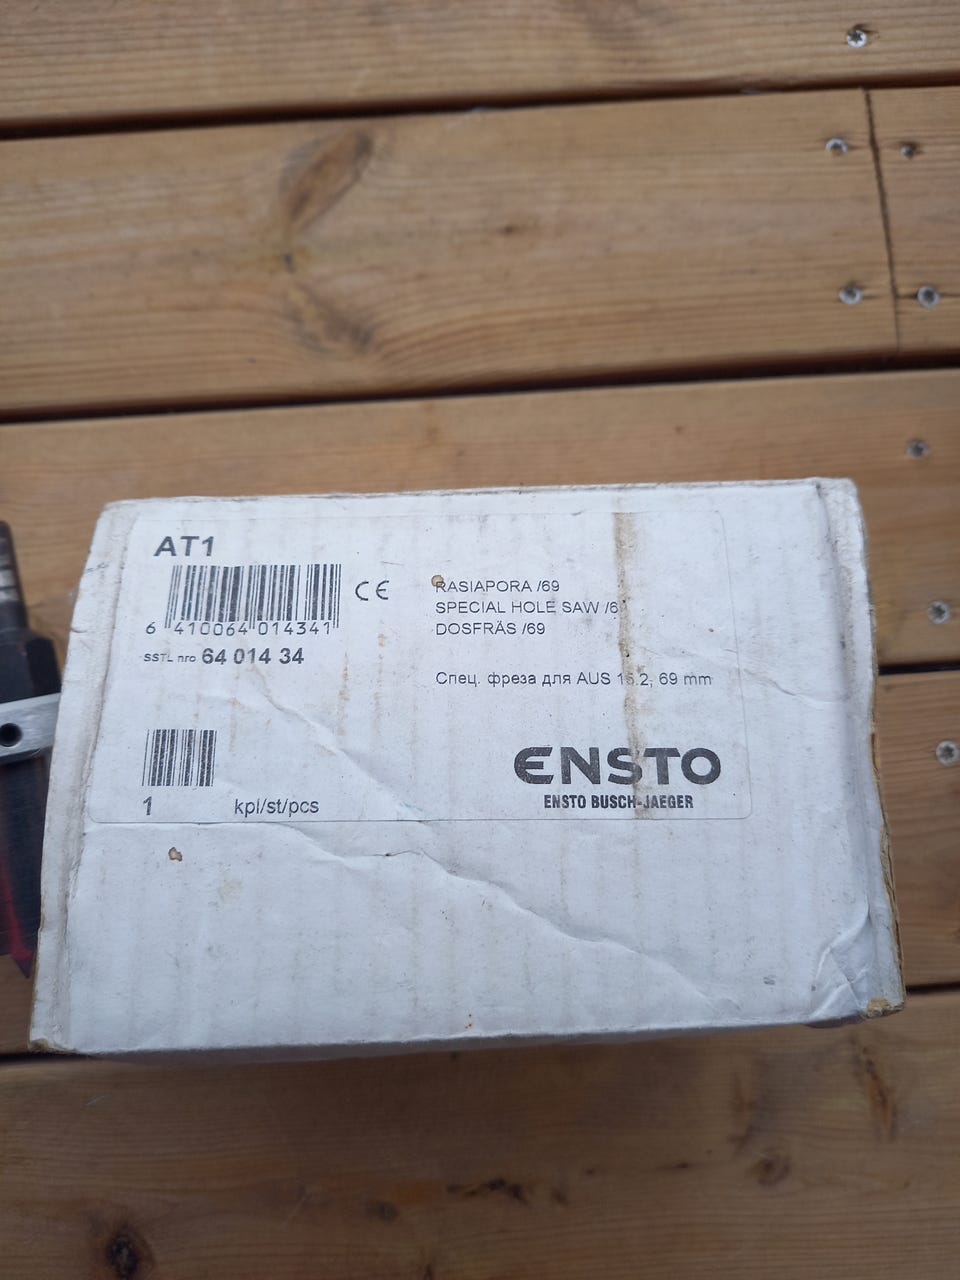 AT1
CE
6 410064 014341
SSTL nro 64 014 34
RASIAPORA /69
SPECIAL HOLE SAW
DOSFRÄS /69
Спец. фреза для AUS 69 mm
1 kpl/st/pcs
ENSTO
ENSTO BUSCH-JAEGER